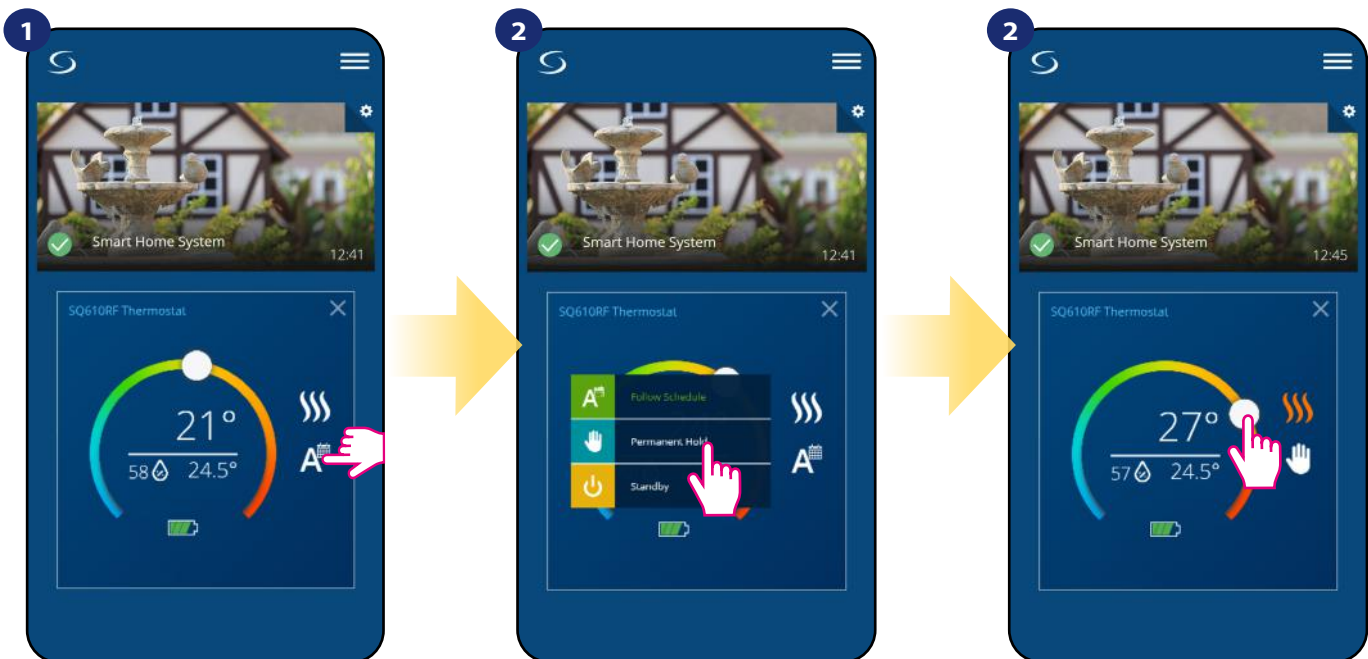 1
Smart Home System
12:41
SQ610RF Thermostat
21°
58 24.5°
A
2
Smart Home System
12:41
SQ610RF Thermostat
A Follow Schedule
Permanent Hold
Standby
A
2
Smart Home System
12:45
SQ610RF Thermostat
27°
57 24.5°